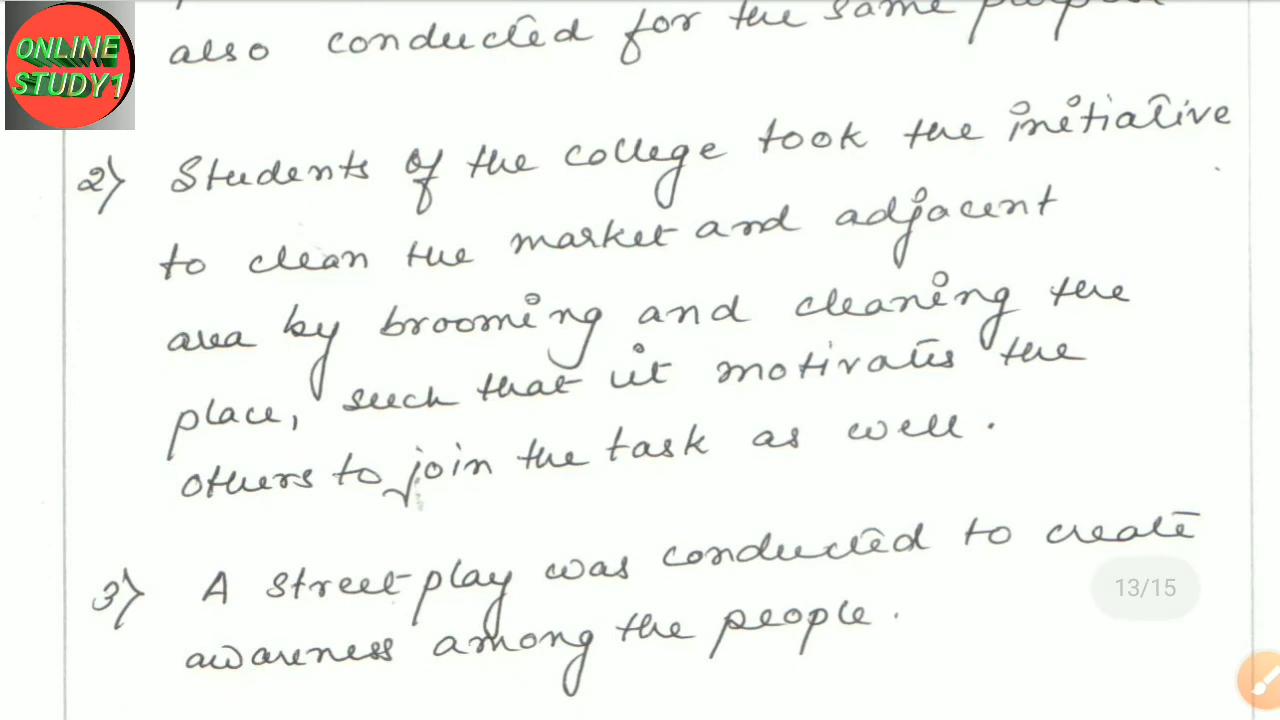 ONLINE
STUDY1
also conducted for the same
2) Students of the college took the initiative
to clean the market and adjacent
area by brooming and cleaning the
place, such that it motivates the
others to join the task as well.
3) A street play was conducted to create
awareness among the people.
13/15